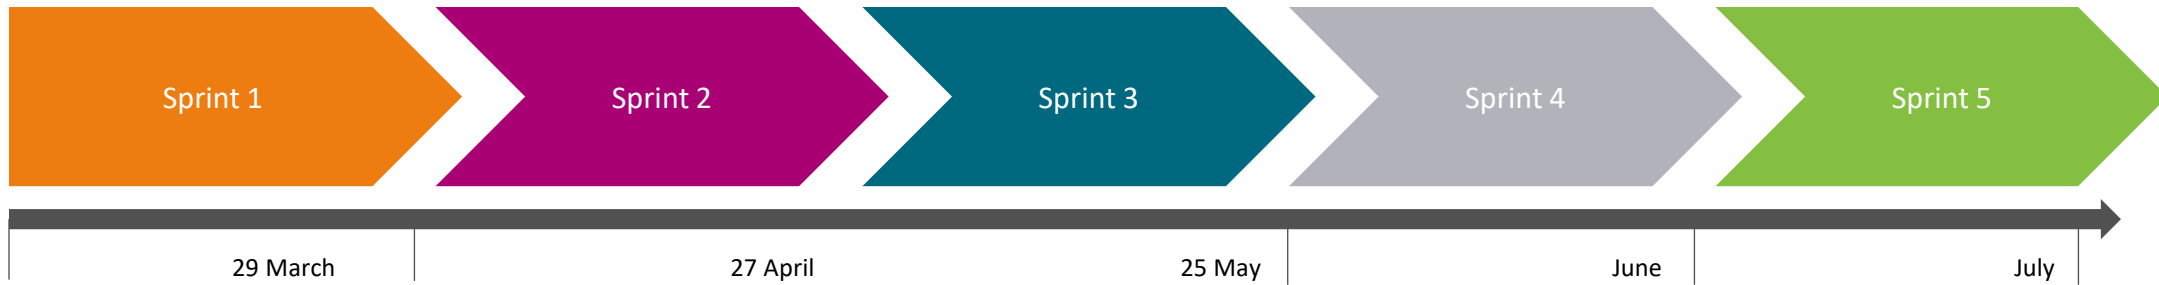 Sprint 1
Sprint 2
Sprint 3
Sprint 4
Sprint 5
29 March
27 April
25 May
June
July